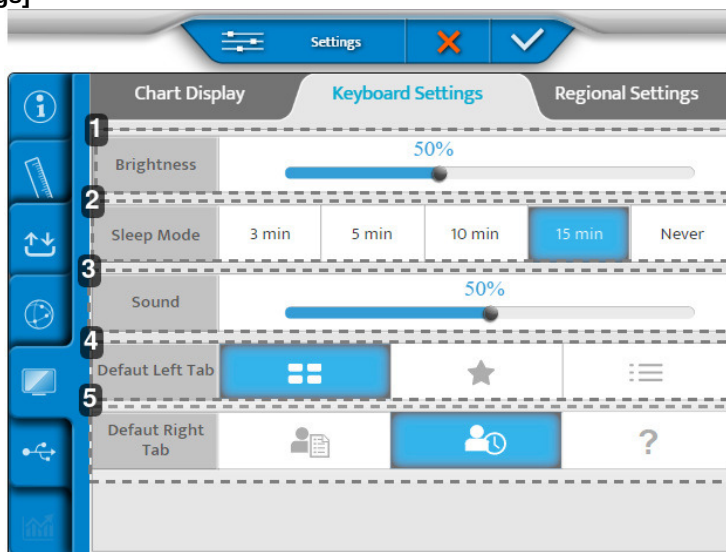 ge]
Settings
Chart Display
Keyboard Settings
Regional Settings
1
50%
Brightness
2
Sleep Mode
3 min
5 min
10 min
15 min
Never
3
50%
Sound
4
Defaut Left Tab
5
Defaut Right
Tab
?